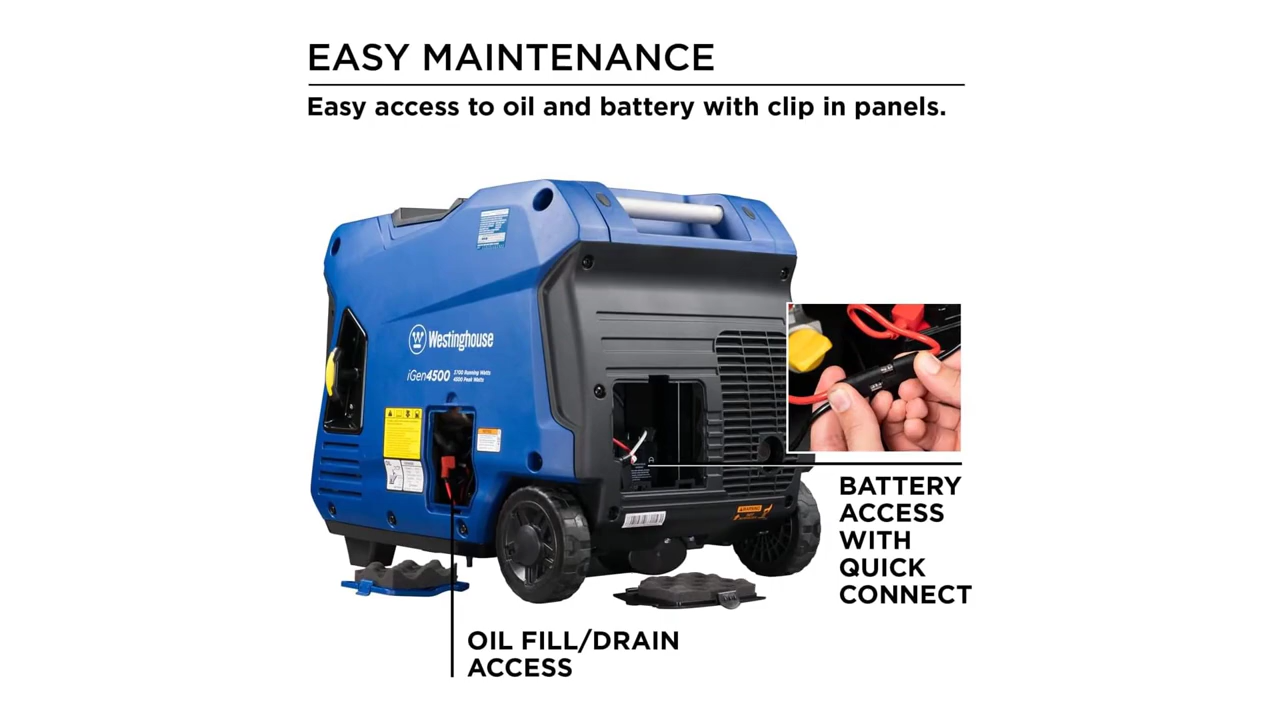 EASY MAINTENANCE
Easy access to oil and battery with clip in panels.
Westinghouse
iGen4500
3700 Running Watts
4500 Peak Watts
BATTERY
ACCESS
WITH
QUICK
CONNECT
OIL FILL/DRAIN
ACCESS